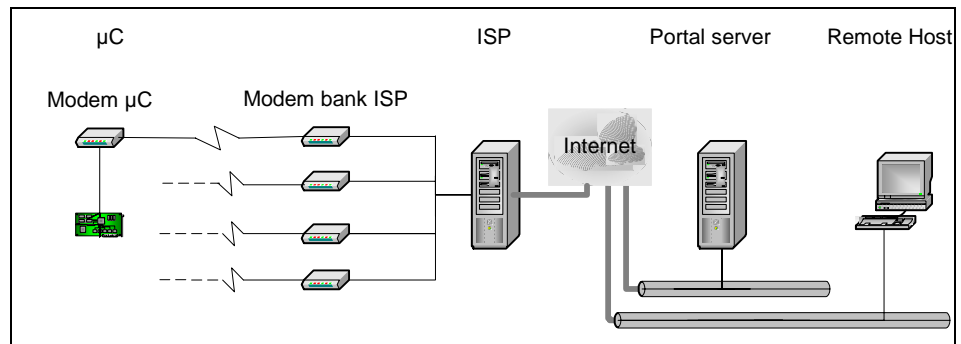 µC
ISP
Portal server
Remote Host
Modem µC
Modem bank ISP
Internet